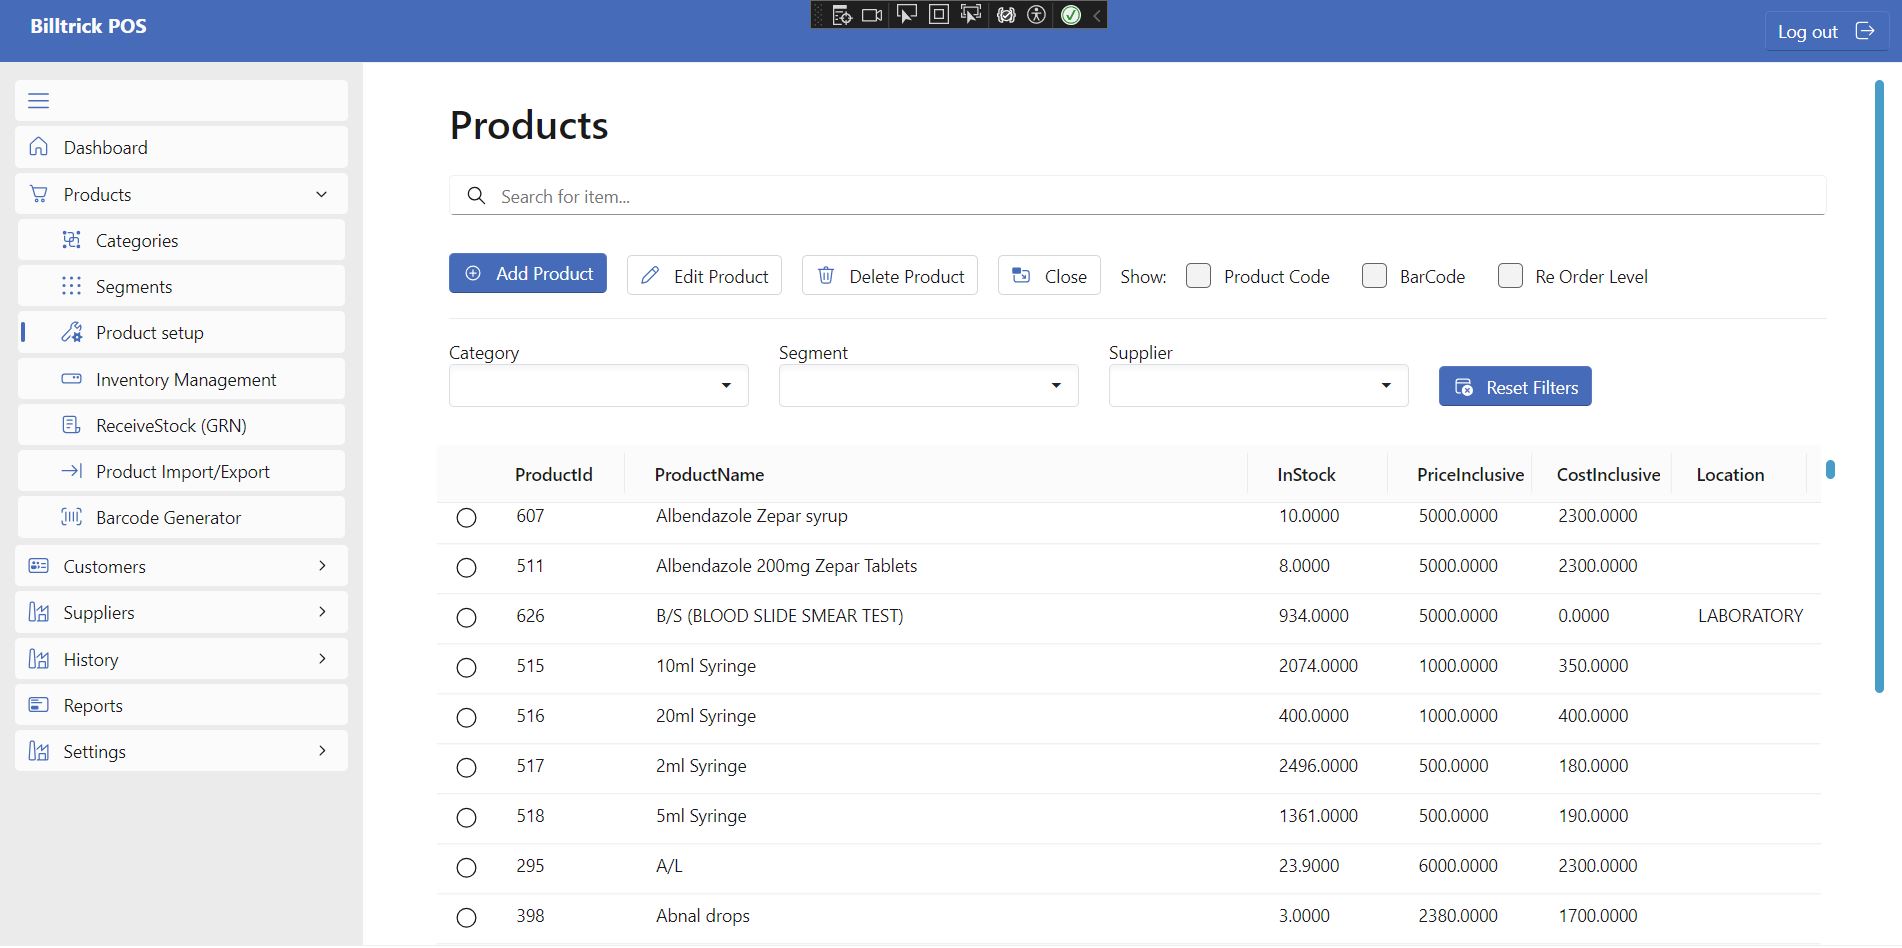 Billtrick POS
Log out
Dashboard
Products
Categories
Segments
Product setup
Inventory Management
ReceiveStock (GRN)
Product Import/Export
Barcode Generator
Customers
Suppliers
History
Reports
Settings
Products
Search for item...
Add Product Edit Product Delete Product Close Show: Product Code BarCode Re Order Level
Category Segment Supplier
Reset Filters
ProductId ProductName InStock PriceInclusive CostInclusive Location
607 Albendazole Zepar syrup 10.0000 5000.0000 2300.0000
511 Albendazole 200mg Zepar Tablets 8.0000 5000.0000 2300.0000
626 B/S (BLOOD SLIDE SMEAR TEST) 934.0000 5000.0000 0.0000 LABORATORY
515 10ml Syringe 2074.0000 1000.0000 350.0000
516 20ml Syringe 400.0000 1000.0000 400.0000
517 2ml Syringe 2496.0000 500.0000 180.0000
518 5ml Syringe 1361.0000 500.0000 190.0000
295 A/L 23.9000 6000.0000 2300.0000
398 Abnal drops 3.0000 2380.0000 1700.0000